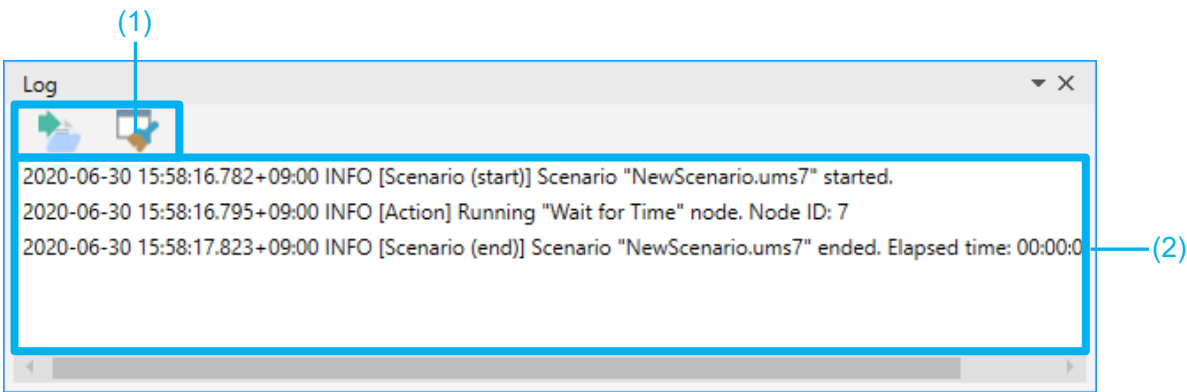 (1)
Log
2020-06-30 15:58:16.782+09:00 INFO [Scenario (start)] Scenario "NewScenario.ums7" started.
2020-06-30 15:58:16.795+09:00 INFO [Action] Running "Wait for Time" node. Node ID: 7
2020-06-30 15:58:17.823+09:00 INFO [Scenario (end)] Scenario "NewScenario.ums7" ended. Elapsed time: 00:00:0
(2)